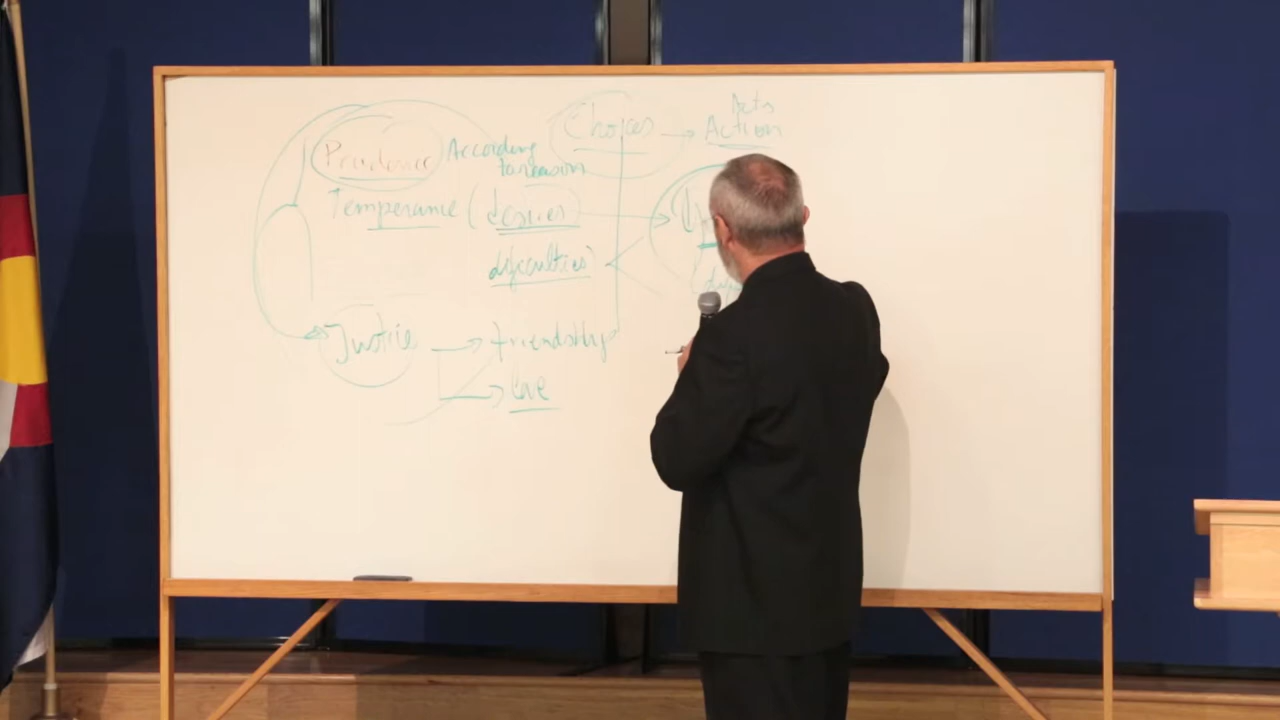 Choices → Acts
Action
Prudence According
to reason
Temperance (desires
difficulties)
Justice → friendship
→ love